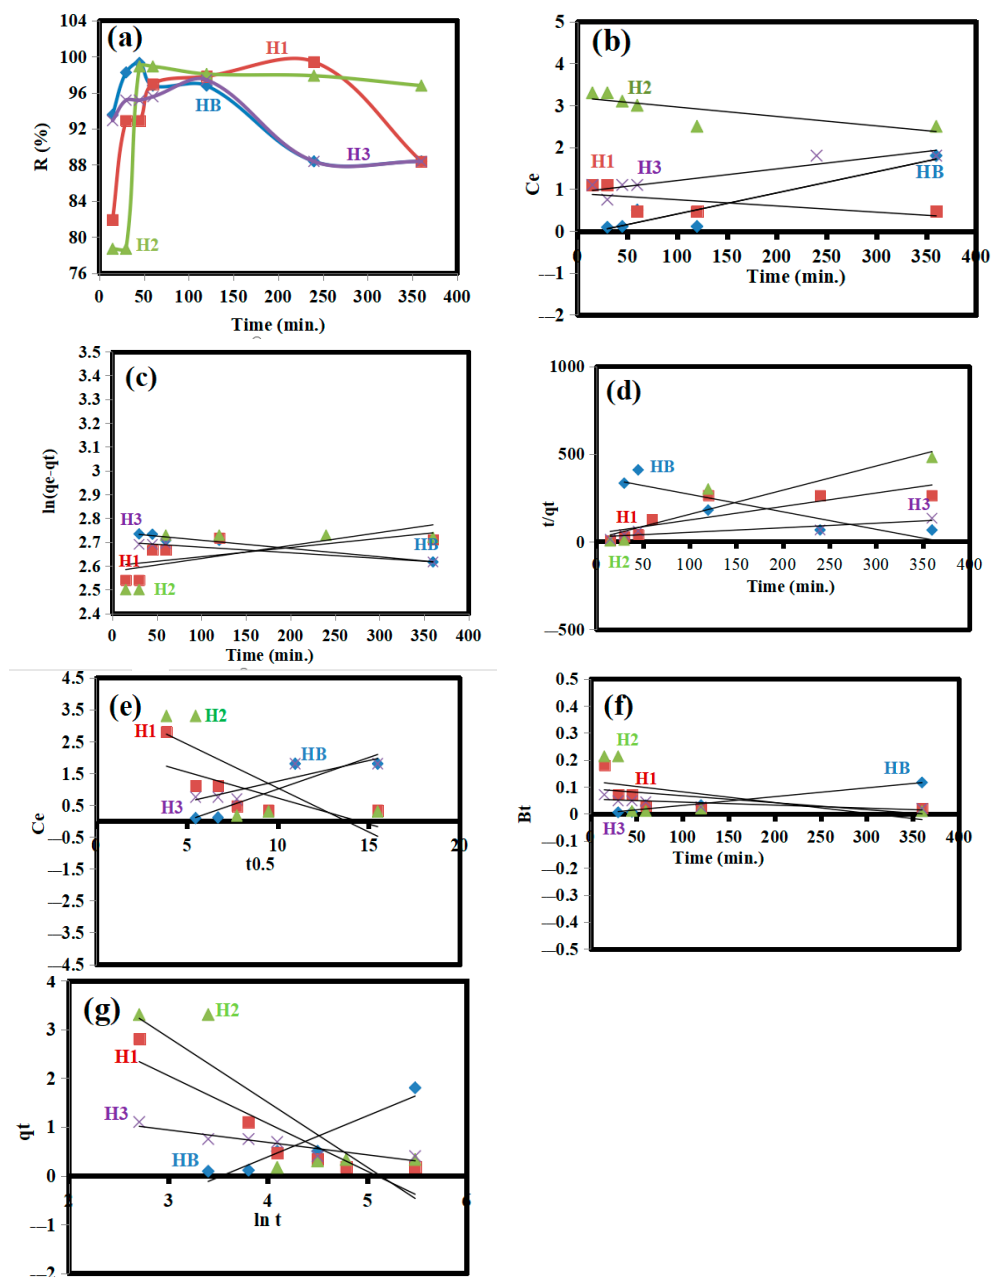 (a)
R (%)
104
100
96
92
88
84
80
76
H1
HB
H3
H2
0 50 100 150 200 250 300 350 400
Time (min.)
(b)
Ce
5
4
3
2
1
0
—1
—2
H2
H1
H3
HB
0 50 100 150 200 250 300 350 400
Time (min.)
(c)
ln(qe-qt)
3.5
3.4
3.3
3.2
3.1
3
2.9
2.8
2.7
2.6
2.5
2.4
H3
HB
H1
H2
0 50 100 150 200 250 300 350 400
Time (min.)
(d)
t/qt
1000
500
0
—500
HB
H1
H3
H2
0 50 100 150 200 250 300 350 400
Time (min.)
(e)
Ce
4.5
3.5
2.5
1.5
0.5
—0.5
—1.5
—2.5
—3.5
—4.5
H2
H1
HB
H3
0 5 10 15 20
t0.5
(f)
Bt
0.5
0.4
0.3
0.2
0.1
0
—0.1
—0.2
—0.3
—0.4
—0.5
H2
H1
HB
H3
0 50 100 150 200 250 300 350 400
Time (min.)
(g)
qt
4
3
2
1
0
—1
—2
H2
H1
H3
HB
2 3 4 5 6
ln t